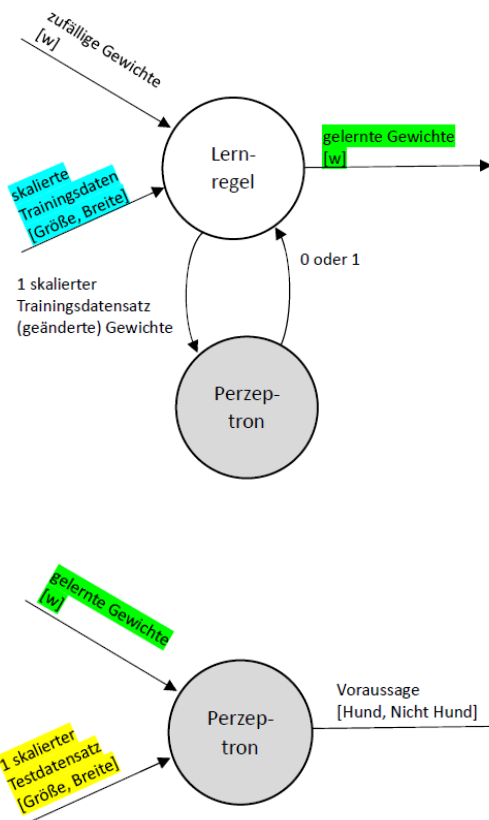 zufällige Gewichte
[w]
skalierte
Trainingsdaten
[Größe, Breite]
Lern-
regel
gelernte Gewichte
[w]
1 skalierter
Trainingsdatensatz
(geänderte) Gewichte
0 oder 1
Perzep-
tron
gelernte Gewichte
[w]
1 skalierter
Testdatensatz
[Größe, Breite]
Perzep-
tron
Voraussage
[Hund, Nicht Hund]